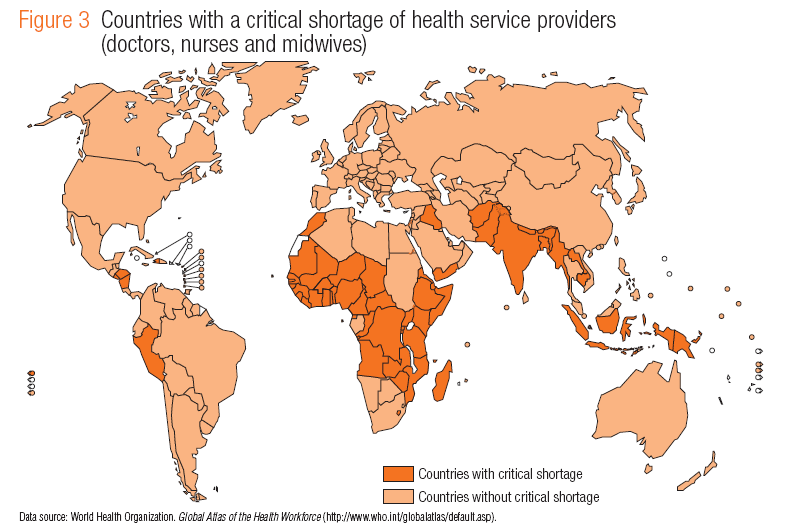 Figure 3 Countries with a critical shortage of health service providers
(doctors, nurses and midwives)
Countries with critical shortage
Countries without critical shortage
Data source: World Health Organization. Global Atlas of the Health Workforce (http://www.who.int/globalatlas/default.asp).